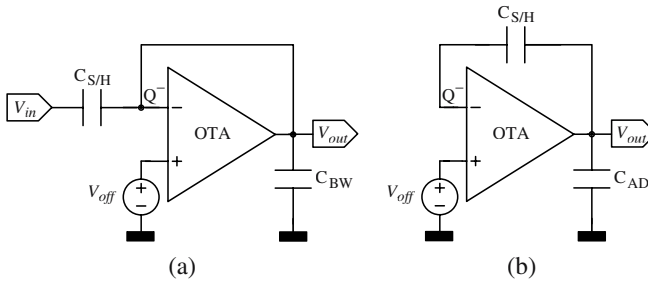 C_S/H
V_in
Q^−
−
OTA
+
V_out
V_off
+
−
C_BW
(a)
C_S/H
Q^−
−
OTA
+
V_out
V_off
+
−
C_AD
(b)